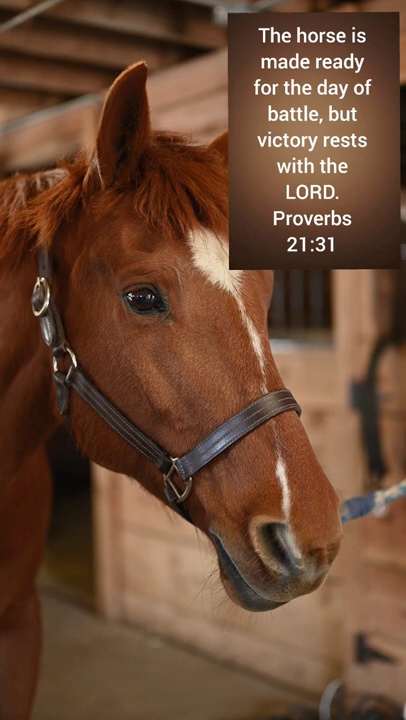 The horse is
made ready
for the day of
battle, but
victory rests
with the
LORD.
Proverbs
21:31